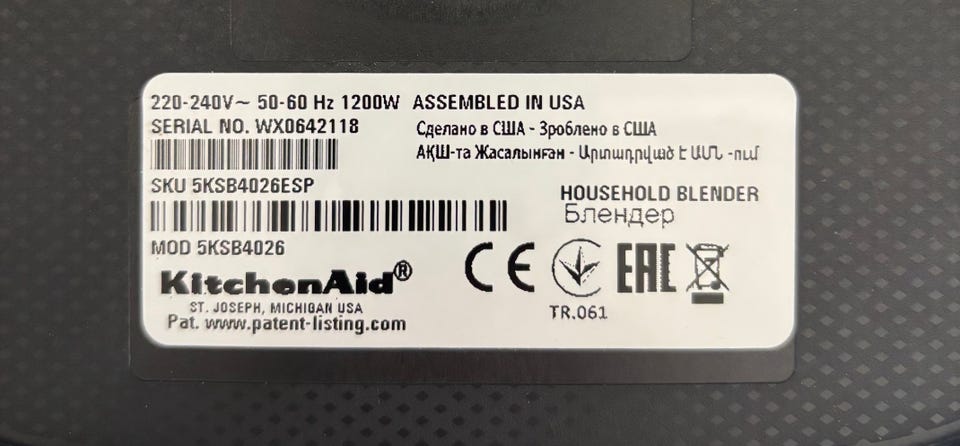 220-240V~ 50-60 Hz 1200W ASSEMBLED IN USA
SERIAL NO. WX0642118
Сделано в США - Зроблено в США
АҚШ-та Жасалынған - Արտադրված է ԱՄՆ -ում
SKU 5KSB4026ESP
HOUSEHOLD BLENDER
Блендер
MOD 5KSB4026
KitchenAid®
ST. JOSEPH, MICHIGAN USA
Pat. www.patent-listing.com
CE
EAC
TR.061